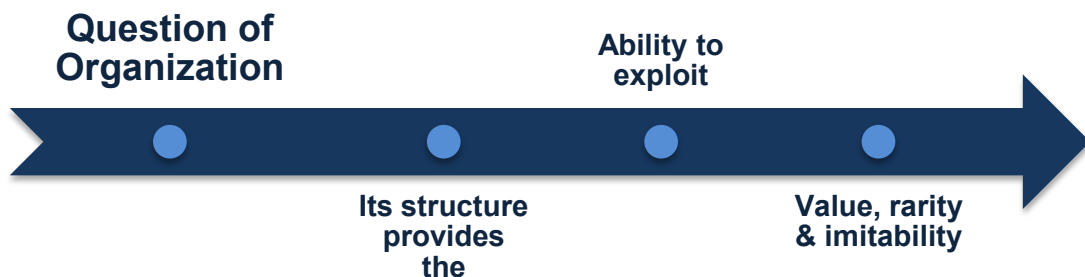 Question of
Organization
Its structure
provides
the
Ability to
exploit
Value, rarity
& imitability